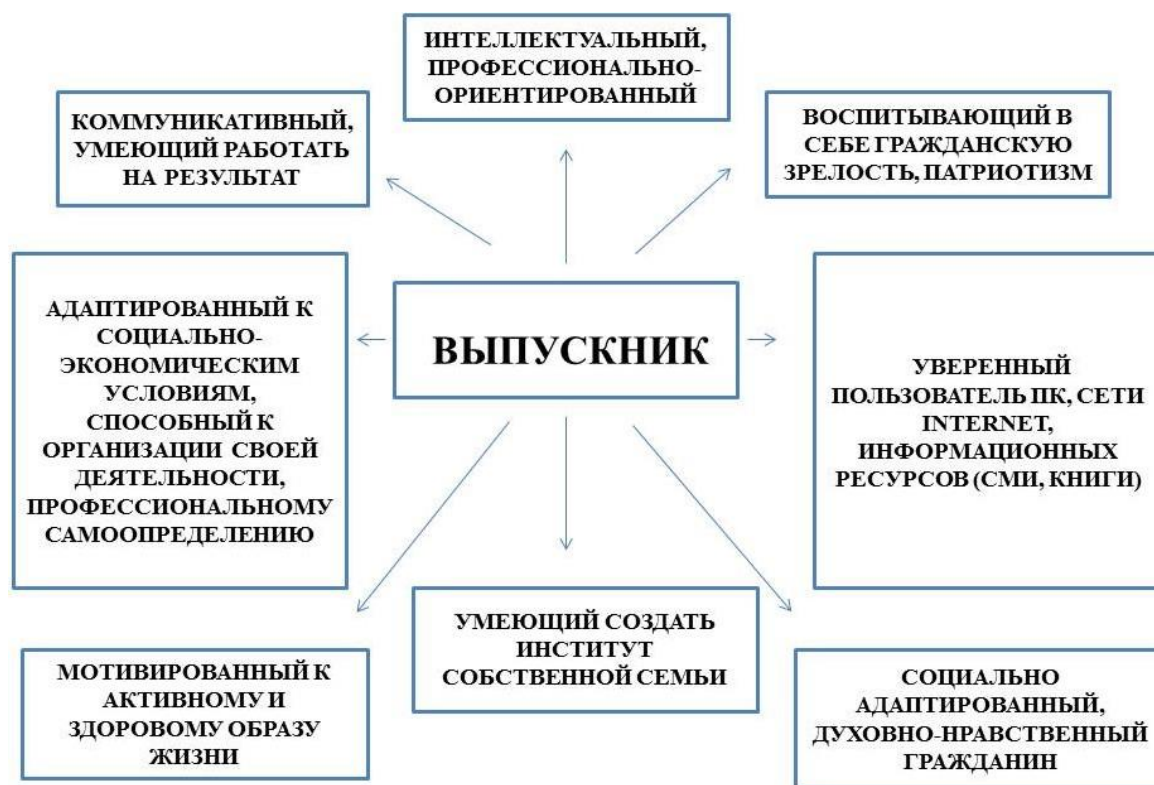 ИНТЕЛЛЕКТУАЛЬНЫЙ,
ПРОФЕССИОНАЛЬНО-
ОРИЕНТИРОВАННЫЙ
КОММУНИКАТИВНЫЙ,
УМЕЮЩИЙ РАБОТАТЬ
НА РЕЗУЛЬТАТ
ВОСПИТЫВАЮЩИЙ В
СЕБЕ ГРАЖДАНСКУЮ
ЗРЕЛОСТЬ, ПАТРИОТИЗМ
АДАПТИРОВАННЫЙ К
СОЦИАЛЬНО-
ЭКОНОМИЧЕСКИМ
УСЛОВИЯМ,
СПОСОБНЫЙ К
ОРГАНИЗАЦИИ СВОЕЙ
ДЕЯТЕЛЬНОСТИ,
ПРОФЕССИОНАЛЬНОМУ
САМООПРЕДЕЛЕНИЮ
ВЫПУСКНИК
УВЕРЕННЫЙ
ПОЛЬЗОВАТЕЛЬ ПК, СЕТИ
INTERNET,
ИНФОРМАЦИОННЫХ
РЕСУРСОВ (СМИ, КНИГИ)
МОТИВИРОВАННЫЙ К
АКТИВНОМУ И
ЗДОРОВОМУ ОБРАЗУ
ЖИЗНИ
УМЕЮЩИЙ СОЗДАТЬ
ИНСТИТУТ
СОБСТВЕННОЙ СЕМЬИ
СОЦИАЛЬНО
АДАПТИРОВАННЫЙ,
ДУХОВНО-НРАВСТВЕННЫЙ
ГРАЖДАНИН